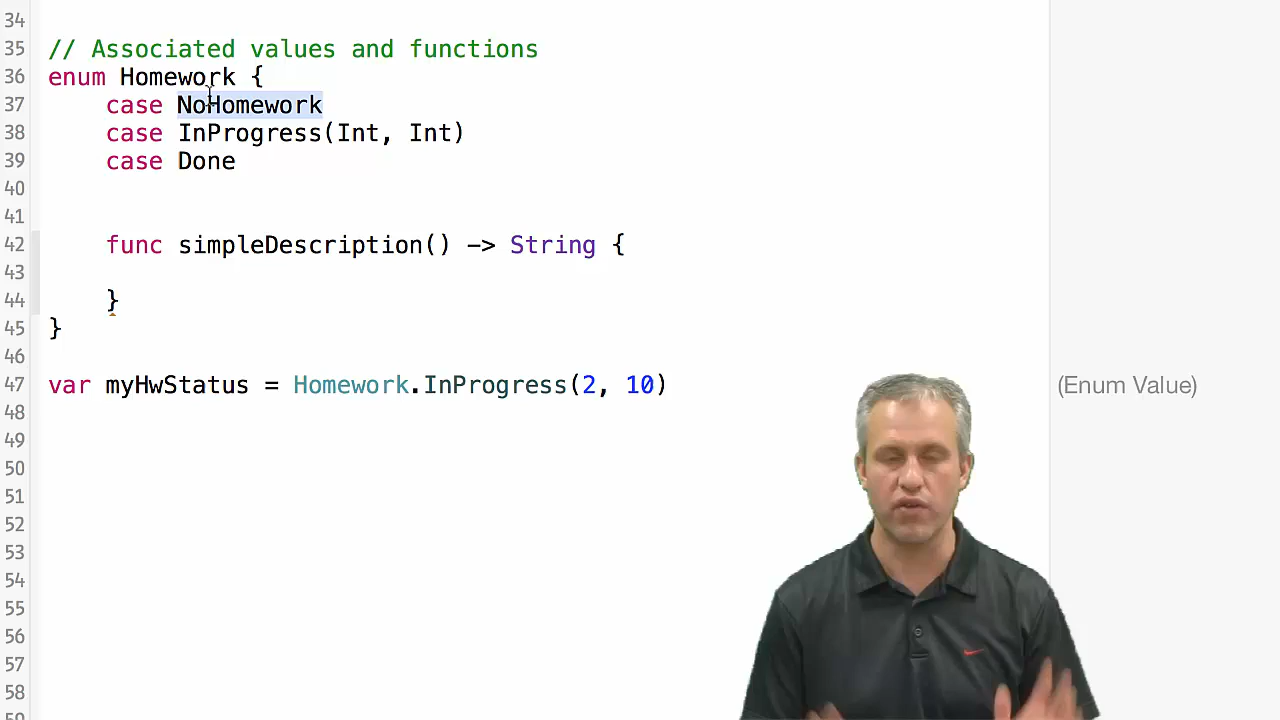 34
35 // Associated values and functions
36 enum Homework {
37 case NoHomework
38 case InProgress(Int, Int)
39 case Done
40
41
42 func simpleDescription() -> String {
43
44 }
45 }
46
47 var myHwStatus = Homework.InProgress(2, 10) (Enum Value)
48
49
50
51
52
53
54
55
56
57
58
59